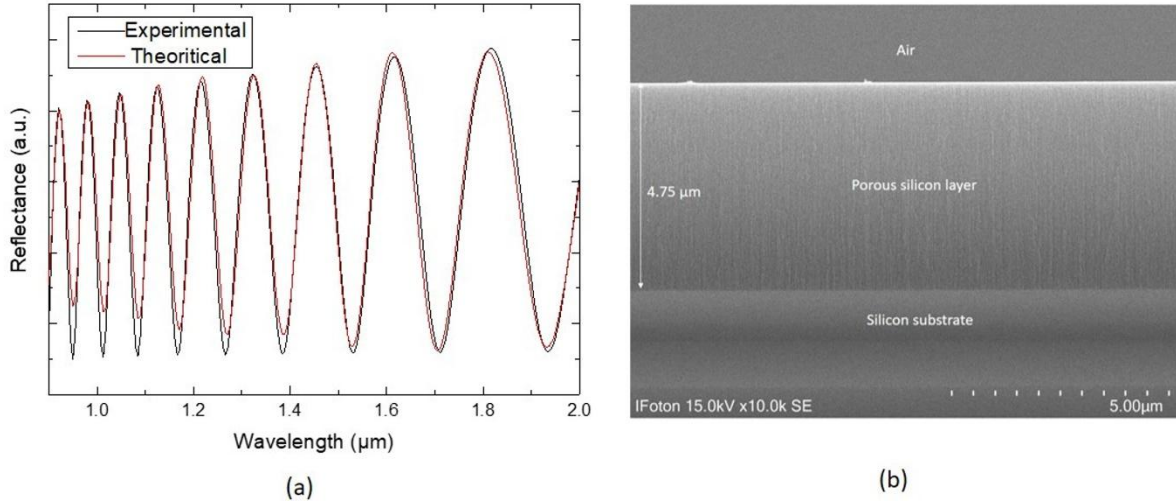 Experimental
Theoritical
Reflectance (a.u.)
1.0 1.2 1.4 1.6 1.8 2.0
Wavelength (µm)
(a)
Air
4.75 µm
Porous silicon layer
Silicon substrate
IFoton 15.0kV x10.0k SE 5.00µm
(b)